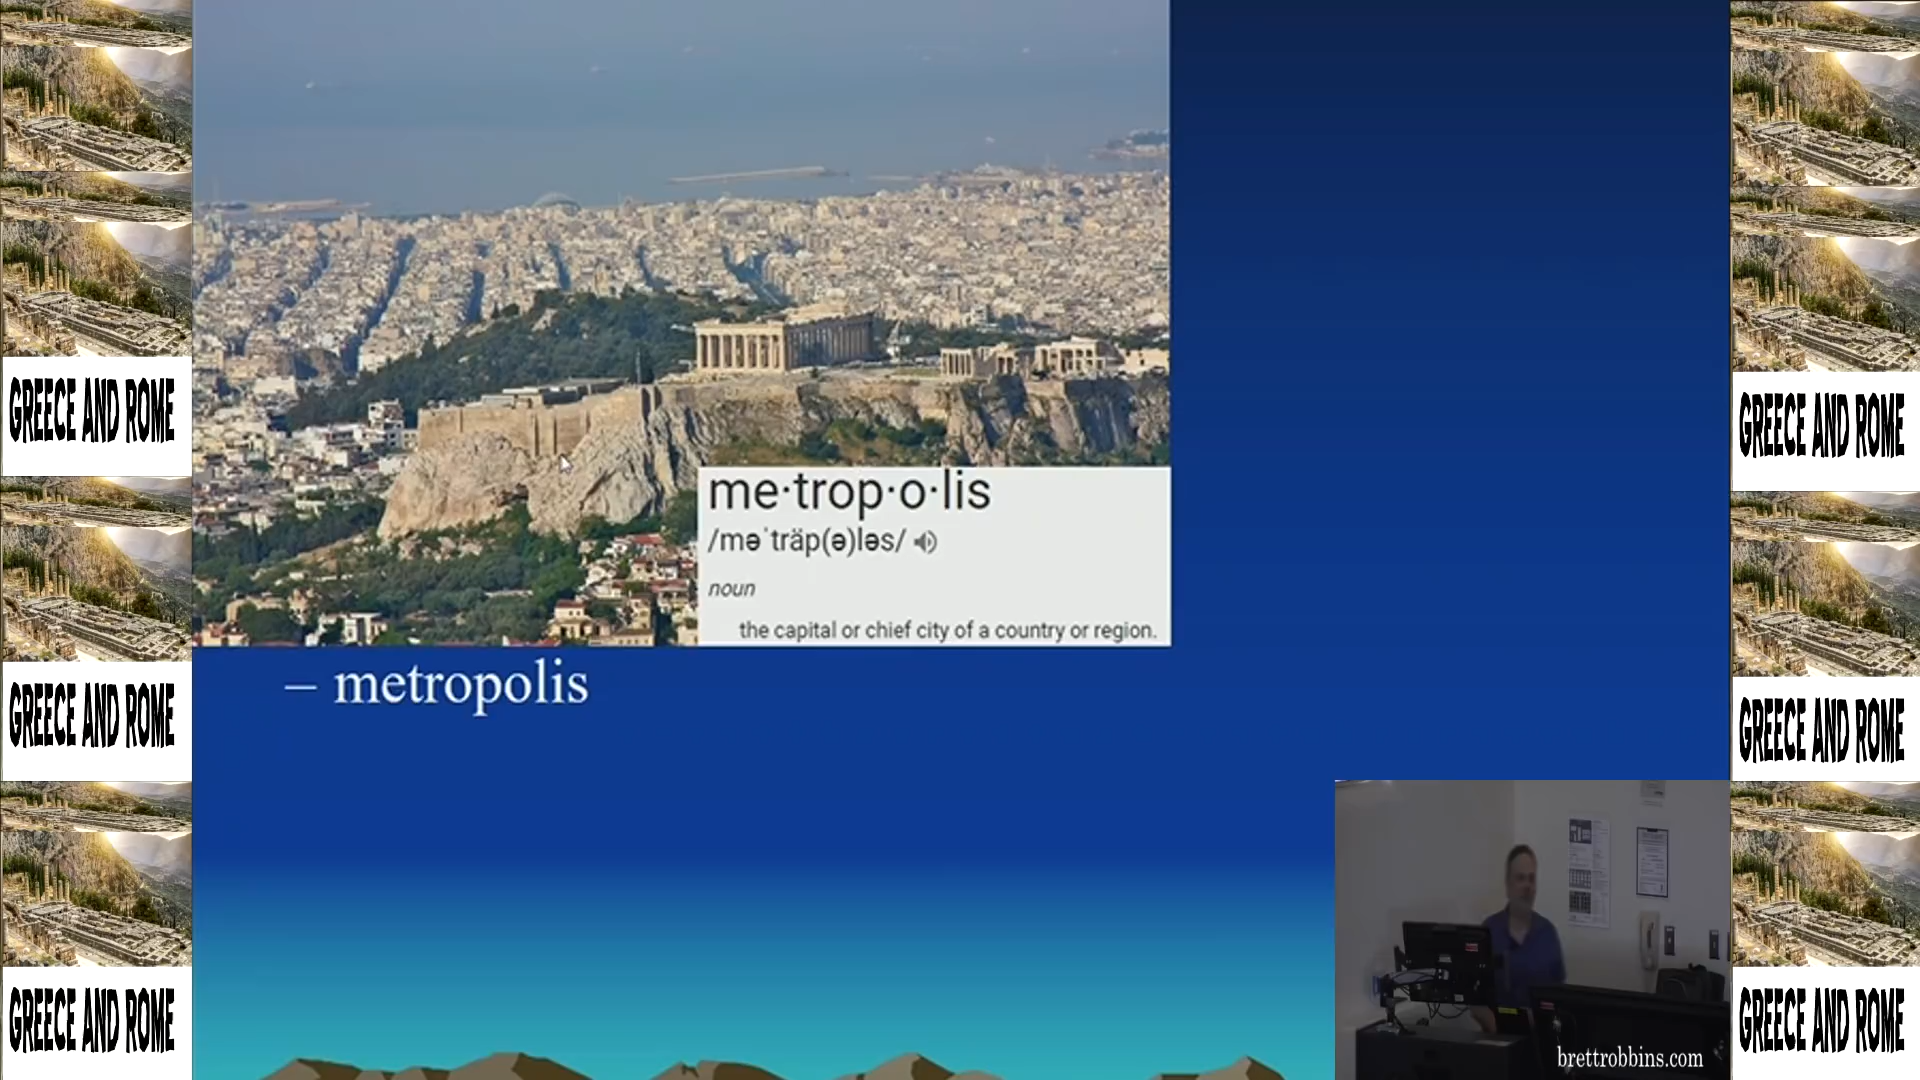 GREECE AND ROME
GREECE AND ROME
GREECE AND ROME
me·trop·o·lis
/məˈträp(ə)ləs/
noun
the capital or chief city of a country or region.
– metropolis
brettrobbins.com
GREECE AND ROME
GREECE AND ROME
GREECE AND ROME